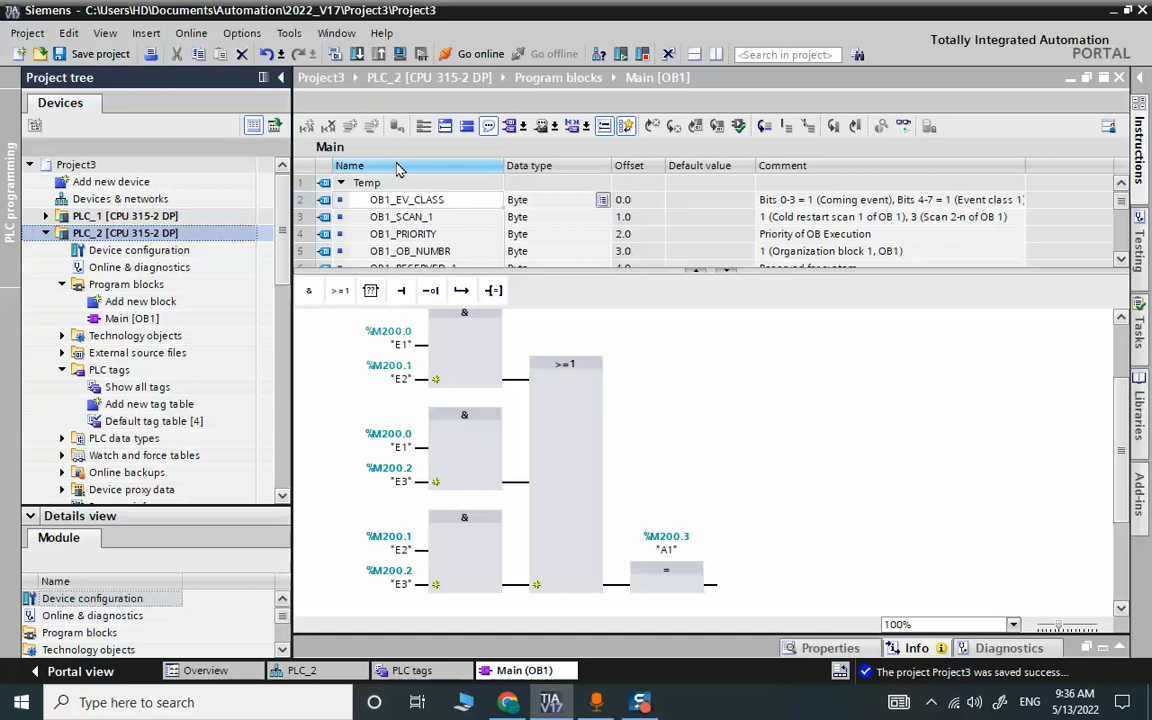 Siemens - C:\Users\HD\Documents\Automation\2022_V17\Project3\Project3
Project Edit View Insert Online Options Tools Window Help
Save project Go online Go offline <Search in project>
Totally Integrated Automation
PORTAL
Project tree
Project3 PLC_2 [CPU 315-2 DP] Program blocks Main [OB1]
Devices
PLC programming
Project3
Add new device
Devices & networks
PLC_1 [CPU 315-2 DP]
PLC_2 [CPU 315-2 DP]
Device configuration
Online & diagnostics
Program blocks
Add new block
Main [OB1]
Technology objects
External source files
PLC tags
Show all tags
Add new tag table
Default tag table [4]
PLC data types
Watch and force tables
Online backups
Device proxy data
Details view
Module
Name
Device configuration
Online & diagnostics
Program blocks
Technology objects
Main
Name Data type Offset Default value Comment
1 Temp
2 OB1_EV_CLASS Byte 0.0 Bits 0-3 = 1 (Coming event), Bits 4-7 = 1 (Event class 1)
3 OB1_SCAN_1 Byte 1.0 1 (Cold restart scan 1 of OB 1), 3 (Scan 2-n of OB 1)
4 OB1_PRIORITY Byte 2.0 Priority of OB Execution
5 OB1_OB_NUMBR Byte 3.0 1 (Organization block 1, OB1)
& >=1 ??
&
%M200.0
"E1"
%M200.1
"E2"
>=1
&
%M200.0
"E1"
%M200.2
"E3"
&
%M200.1
"E2"
%M200.2
"E3"
%M200.3
"A1"
=
100%
Properties Info Diagnostics
Instructions
Testing
Tasks
Libraries
Add-ins
Portal view Overview PLC_2 PLC tags Main (OB1) The project Project3 was saved success...
Type here to search
TIA V17
ENG
9:36 AM
5/13/2022